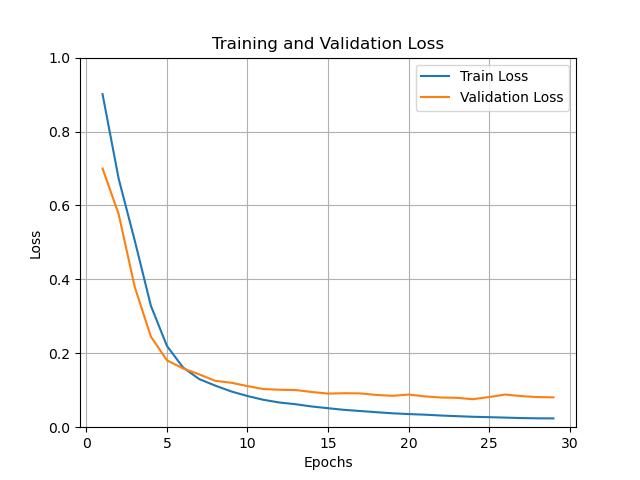 Training and Validation Loss
Train Loss
Validation Loss
1.0
0.8
0.6
0.4
0.2
0.0
Loss
0 5 10 15 20 25 30
Epochs